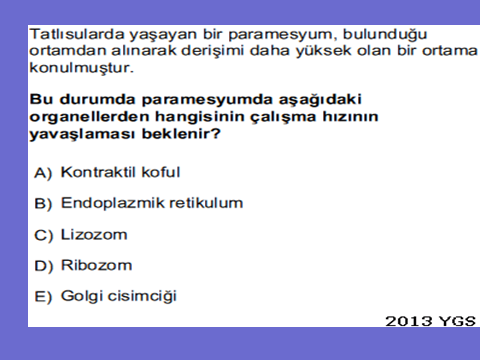 Tatlısularda yaşayan bir paramesyum, bulunduğu
ortamdan alınarak derişimi daha yüksek olan bir ortama
konulmuştur.
Bu durumda paramesyumda aşağıdaki
organellerden hangisinin çalışma hızının
yavaşlaması beklenir?
A) Kontraktil koful
B) Endoplazmik retikulum
C) Lizozom
D) Ribozom
E) Golgi cisimciği
2013 YGS